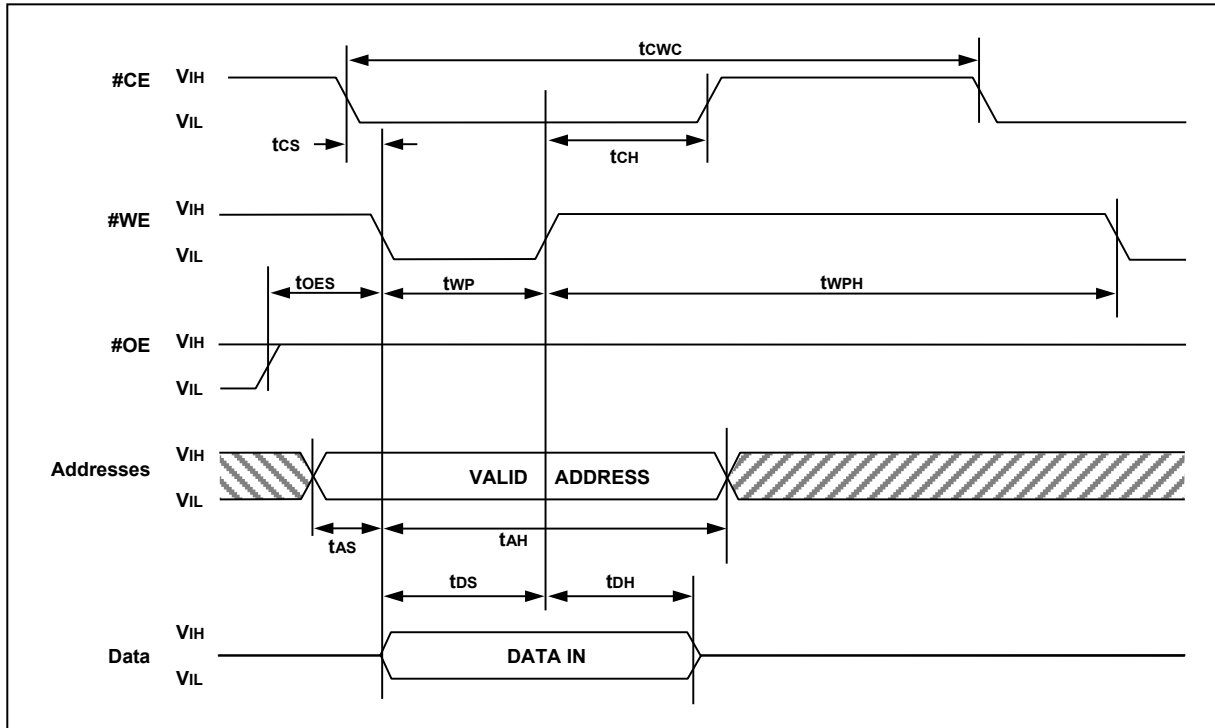 tCWC
#CE
VIH
VIL
tCS
tCH
#WE
VIH
VIL
tOES
tWP
tWPH
#OE
VIH
VIL
Addresses
VIH
VIL
VALID ADDRESS
tAS
tAH
tDS
tDH
Data
VIH
VIL
DATA IN